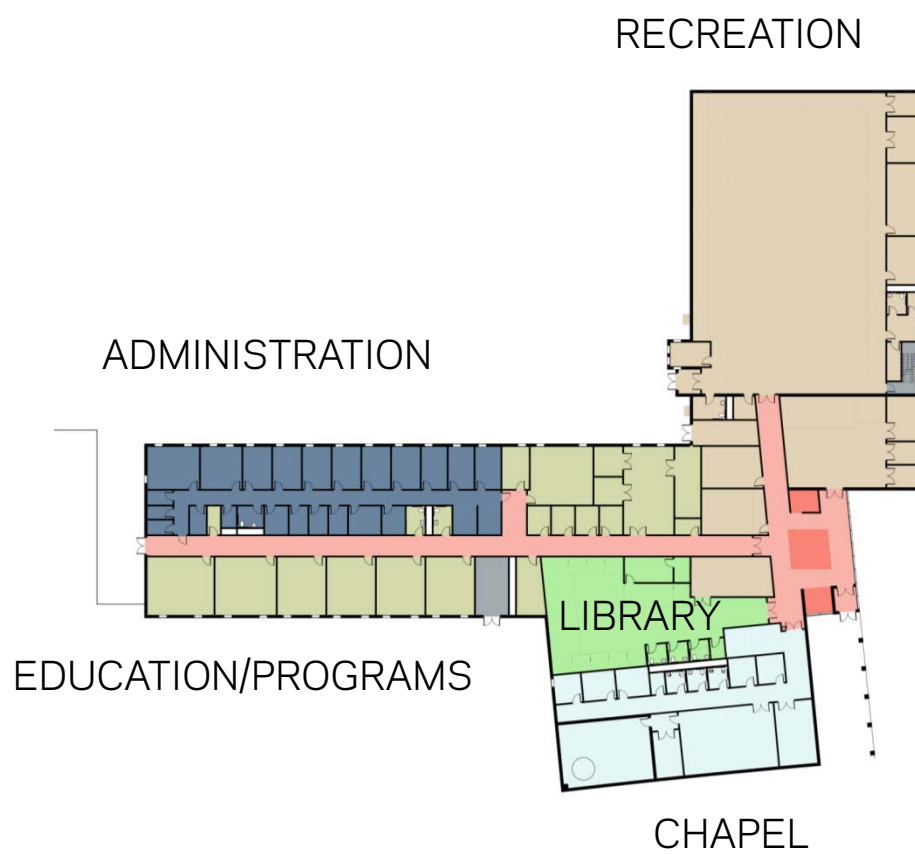 RECREATION
ADMINISTRATION
LIBRARY
EDUCATION/PROGRAMS
CHAPEL